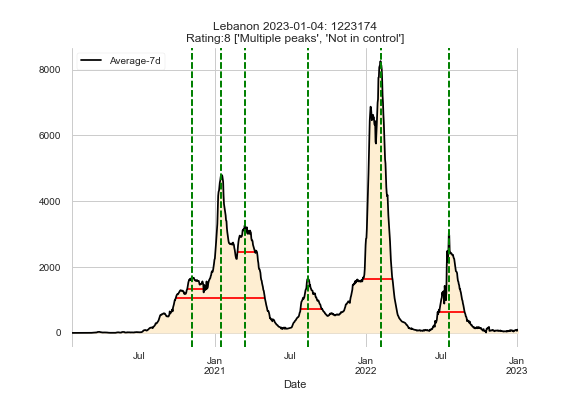 Lebanon 2023-01-04: 1223174
Rating:8 ['Multiple peaks', 'Not in control']
Average-7d
8000
6000
4000
2000
0
Jul
Jan
2021
Jul
Jan
2022
Jul
Jan
2023
Date